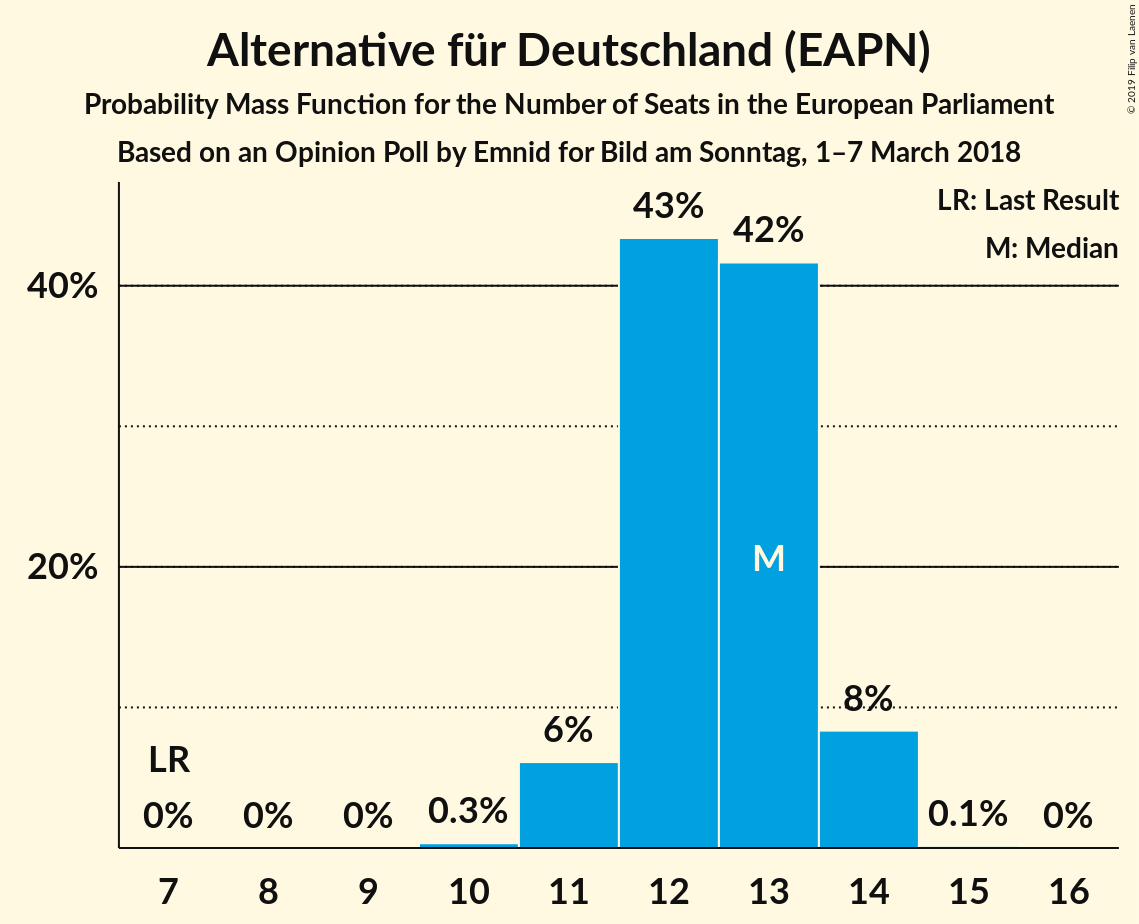 Alternative für Deutschland (EAPN)
Probability Mass Function for the Number of Seats in the European Parliament
Based on an Opinion Poll by Emnid for Bild am Sonntag, 1–7 March 2018
© 2019 Filip van Laenen
LR: Last Result
M: Median
43%
42%
40%
20%
M
8%
6%
LR
0%
0%
0%
0.3%
0.1%
0%
7
8
9
10
11
12
13
14
15
16